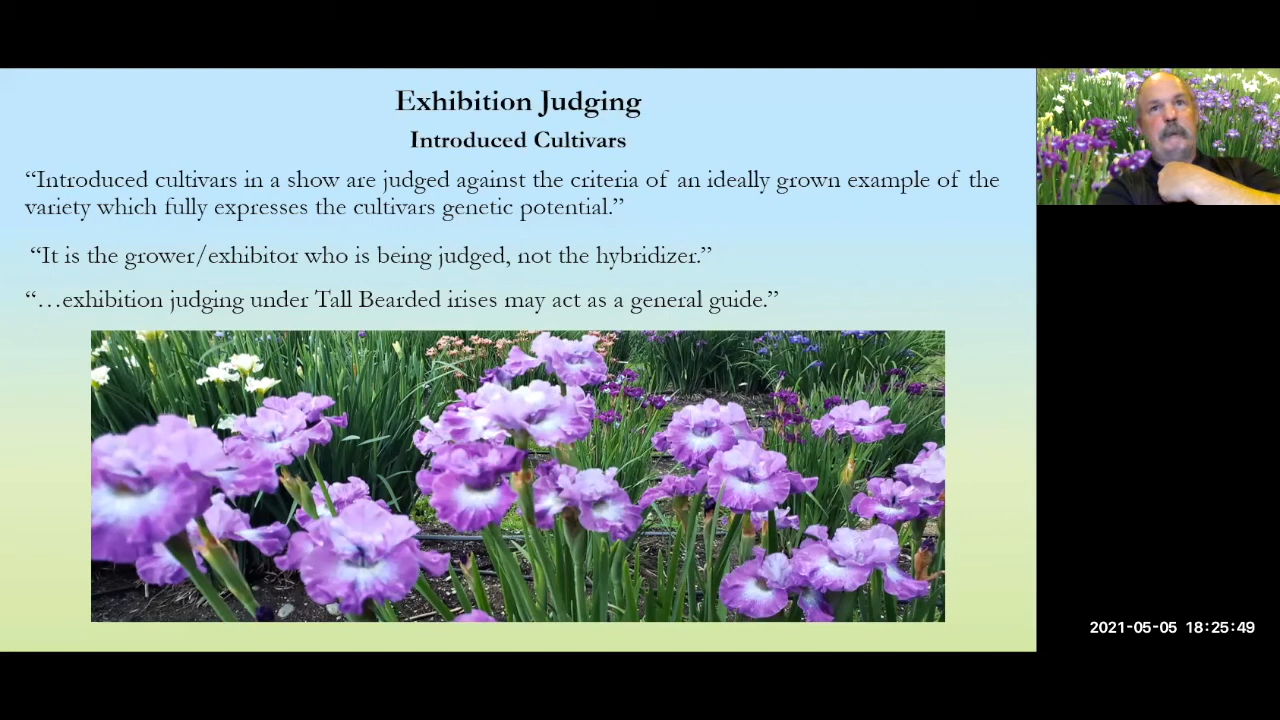 Exhibition Judging
Introduced Cultivars
“Introduced cultivars in a show are judged against the criteria of an ideally grown example of the
variety which fully expresses the cultivars genetic potential.”
“It is the grower/exhibitor who is being judged, not the hybridizer.”
“…exhibition judging under Tall Bearded irises may act as a general guide.”
2021-05-05 18:25:49